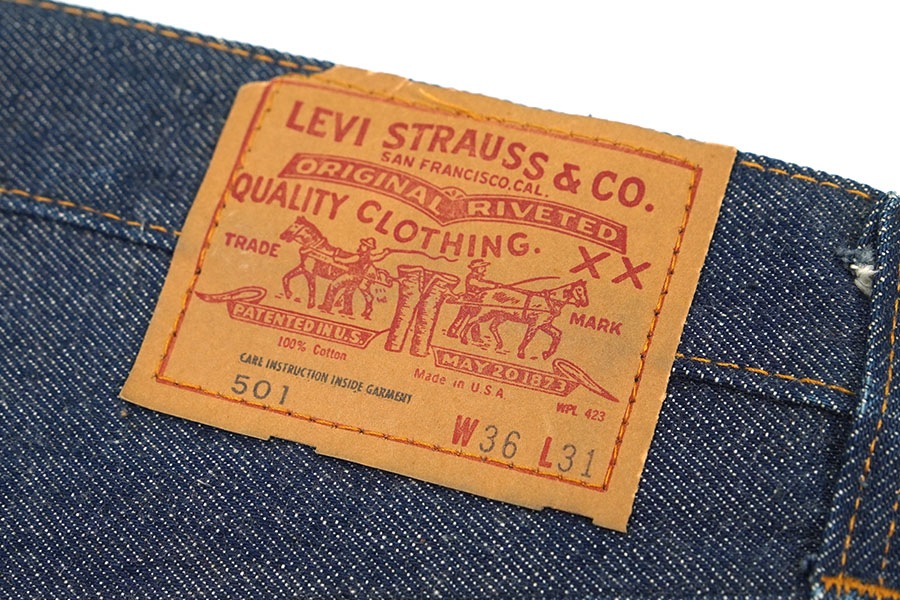 LEVI STRAUSS & CO.
SAN FRANCISCO, CAL.
ORIGINAL RIVETED
QUALITY CLOTHING.
XX
TRADE MARK
PATENTED IN U.S. MAY 20 1873
100% Cotton Made in U.S.A.
CARE INSTRUCTION INSIDE GARMENT WPL 423
501 W36 L31